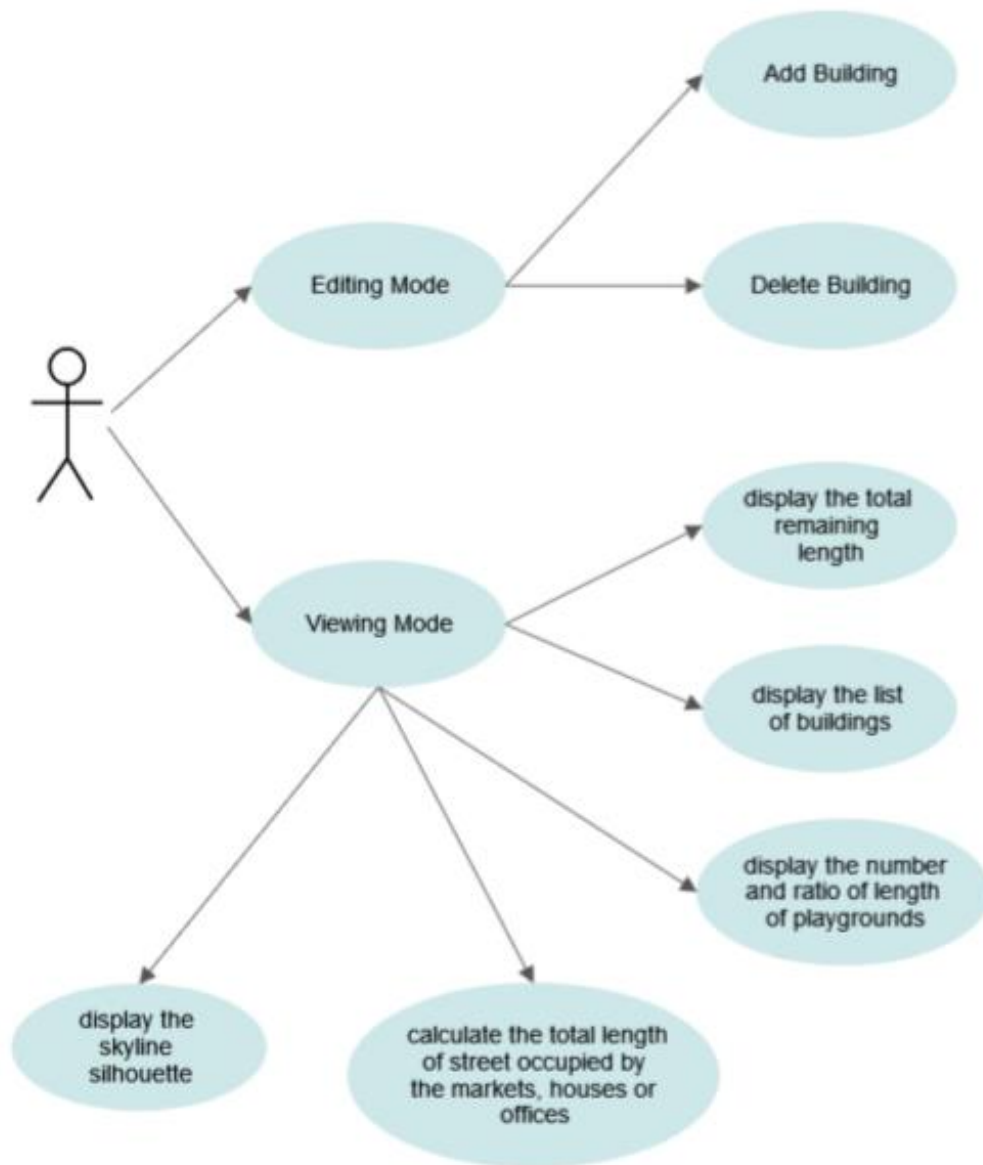 Add Building
Editing Mode
Delete Building
display the total
remaining
length
Viewing Mode
display the list
of buildings
display the number
and ratio of length
of playgrounds
display the
skyline
silhouette
calculate the total length
of street occupied by
the markets, houses or
offices